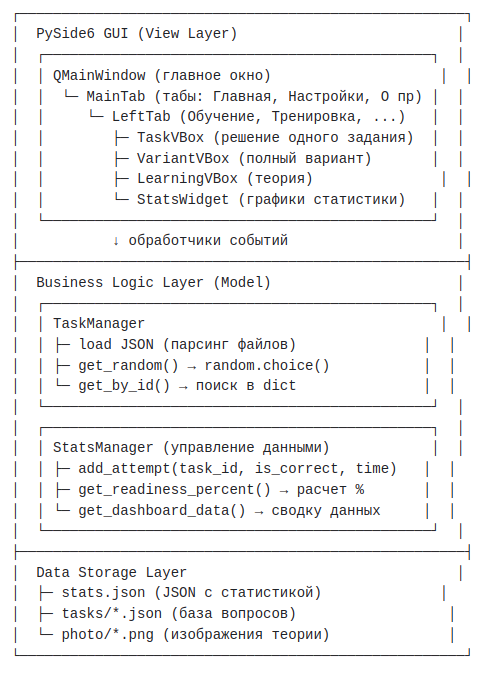 PySide6 GUI (View Layer)
QMainWindow (главное окно)
└─ MainTab (табы: Главная, Настройки, О пр)
└─ LeftTab (Обучение, Тренировка, ...)
├─ TaskVBox (решение одного задания)
├─ VariantVBox (полный вариант)
├─ LearningVBox (теория)
└─ StatsWidget (графики статистики)
↓ обработчики событий
Business Logic Layer (Model)
TaskManager
├─ load JSON (парсинг файлов)
├─ get_random() → random.choice()
└─ get_by_id() → поиск в dict
StatsManager (управление данными)
├─ add_attempt(task_id, is_correct, time)
├─ get_readiness_percent() → расчет %
└─ get_dashboard_data() → сводку данных
Data Storage Layer
├─ stats.json (JSON с статистикой)
├─ tasks/*.json (база вопросов)
└─ photo/*.png (изображения теории)